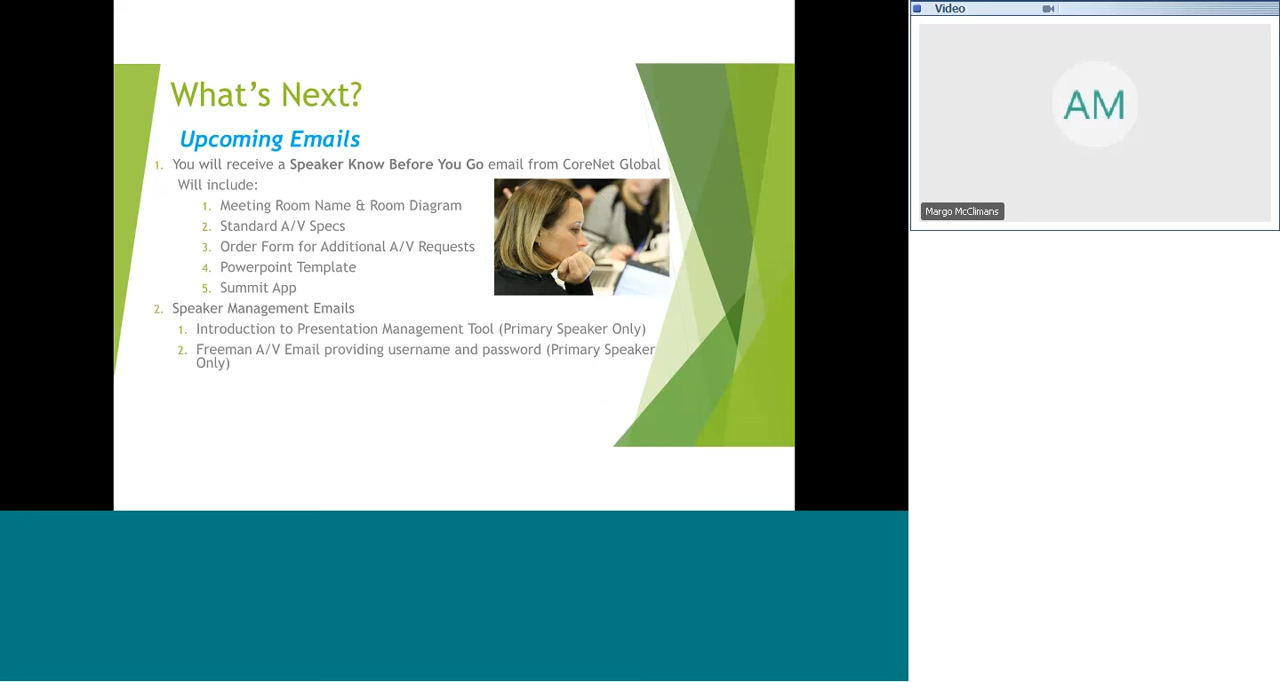 What's Next?
Upcoming Emails
1. You will receive a Speaker Know Before You Go email from CoreNet Global
Will include:
1. Meeting Room Name & Room Diagram
2. Standard A/V Specs
3. Order Form for Additional A/V Requests
4. Powerpoint Template
5. Summit App
2. Speaker Management Emails
1. Introduction to Presentation Management Tool (Primary Speaker Only)
2. Freeman A/V Email providing username and password (Primary Speaker
Only)
Video
AM
Margo McClimans